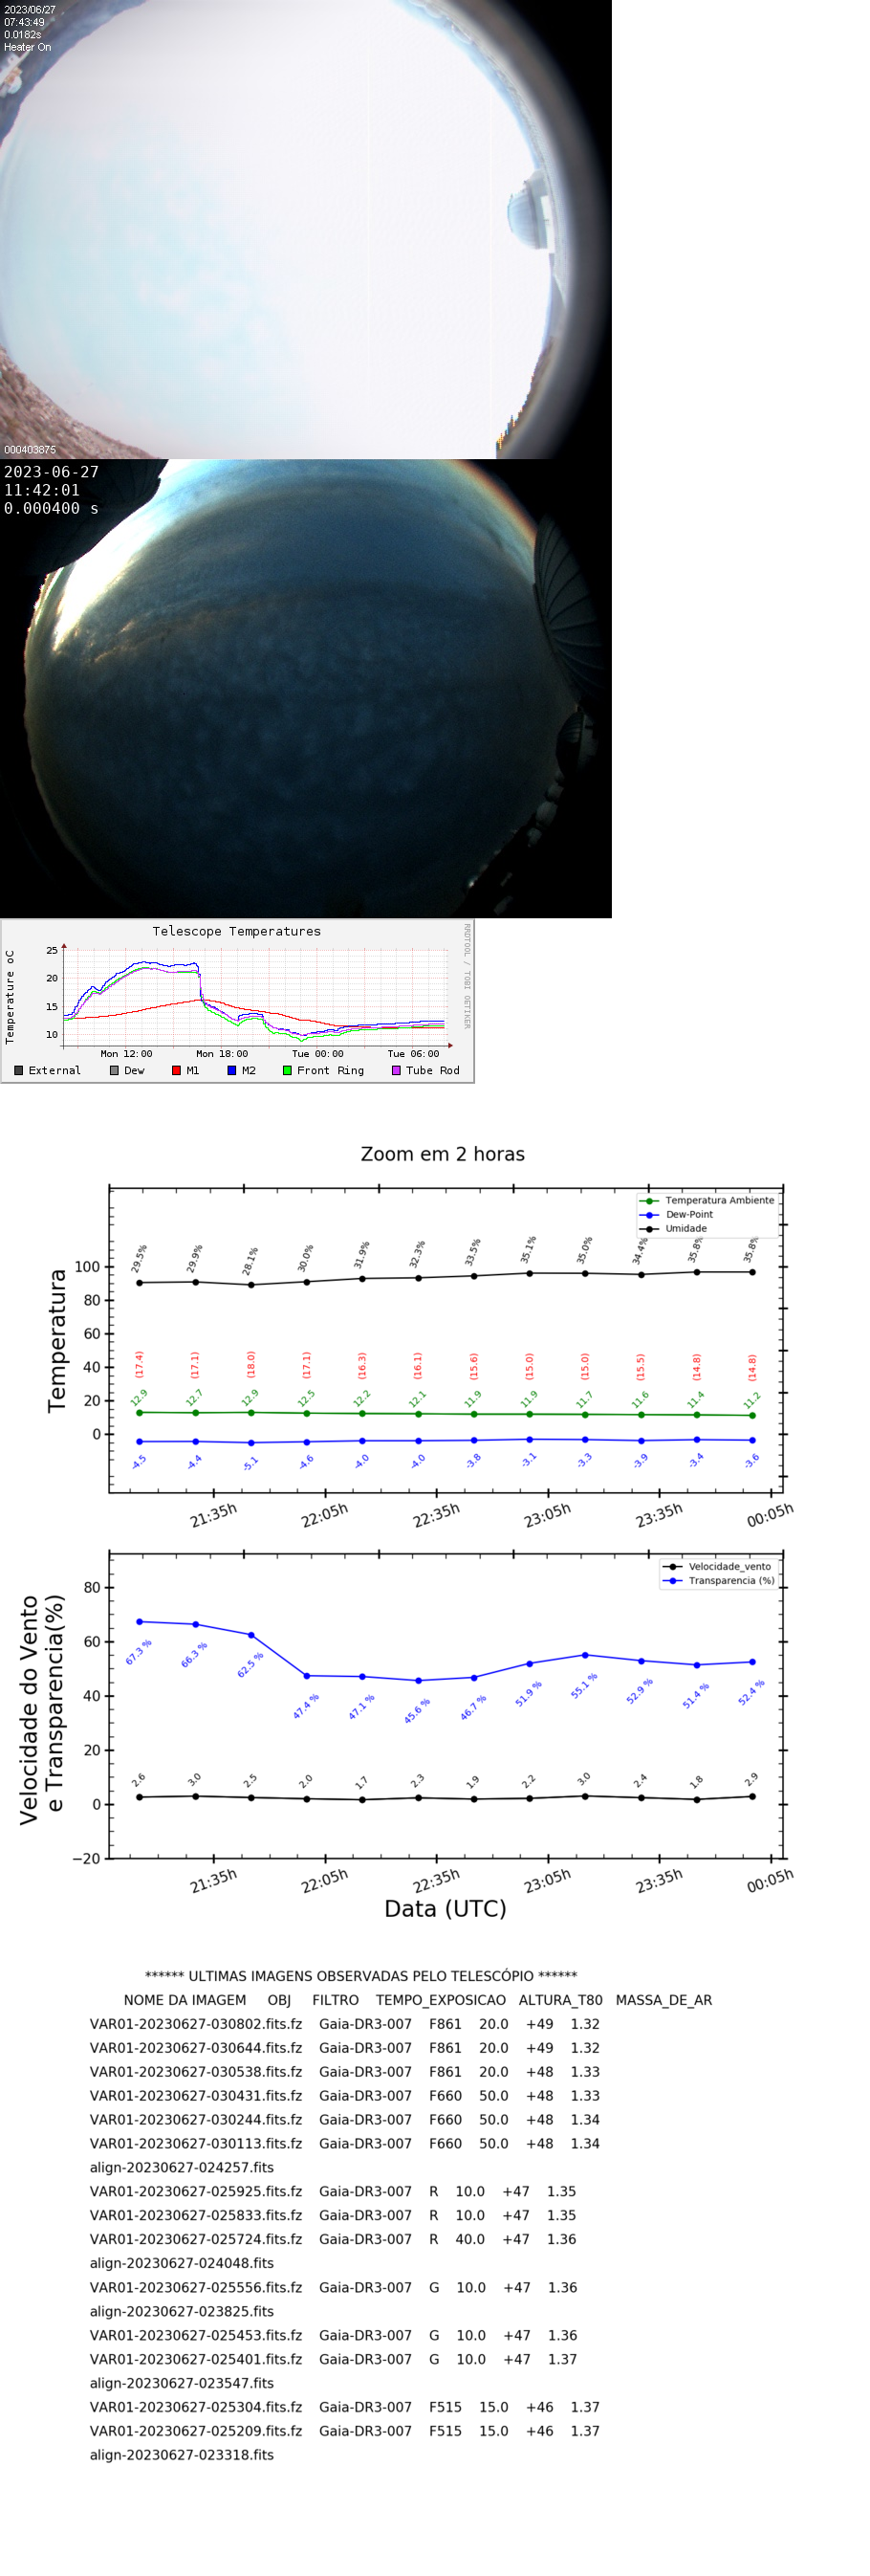 2023/06/27
07:43:49
0.0182s
Heater On
000403875
2023-06-27
11:42:01
0.000400 s
Telescope Temperatures
RRDTOOL / TOBI OETIKER
Temperature oC
25
20
15
10
Mon 12:00 Mon 18:00 Tue 00:00 Tue 06:00
External Dew M1 M2 Front Ring Tube Rod
Zoom em 2 horas
Temperatura Ambiente
Dew-Point
Umidade
Temperatura
100
80
60
40
20
0
29.5% 29.9% 28.1% 30.0% 31.9% 32.3% 33.5% 35.1% 35.0% 34.4% 35.8% 35.8%
(17.4) (17.1) (18.0) (17.1) (16.3) (16.1) (15.6) (15.0) (15.0) (15.5) (14.8) (14.8)
12.9 12.7 12.9 12.5 12.2 12.1 11.9 11.9 11.7 11.6 11.4 11.2
-4.5 -4.4 -5.1 -4.6 -4.0 -4.0 -3.8 -3.1 -3.3 -3.9 -3.4 -3.6
21:35h 22:05h 22:35h 23:05h 23:35h 00:05h
Velocidade_vento
Transparencia (%)
Velocidade do Vento
e Transparencia(%)
80
60
40
20
0
−20
67.3 % 66.3 % 62.5 % 47.4 % 47.1 % 45.6 % 46.7 % 51.9 % 55.1 % 52.9 % 51.4 % 52.4 %
2.6 3.0 2.5 2.0 1.7 2.3 1.9 2.2 3.0 2.4 1.8 2.9
21:35h 22:05h 22:35h 23:05h 23:35h 00:05h
Data (UTC)
****** ULTIMAS IMAGENS OBSERVADAS PELO TELESCÓPIO ******
NOME DA IMAGEM OBJ FILTRO TEMPO_EXPOSICAO ALTURA_T80 MASSA_DE_AR
VAR01-20230627-030802.fits.fz Gaia-DR3-007 F861 20.0 +49 1.32
VAR01-20230627-030644.fits.fz Gaia-DR3-007 F861 20.0 +49 1.32
VAR01-20230627-030538.fits.fz Gaia-DR3-007 F861 20.0 +48 1.33
VAR01-20230627-030431.fits.fz Gaia-DR3-007 F660 50.0 +48 1.33
VAR01-20230627-030244.fits.fz Gaia-DR3-007 F660 50.0 +48 1.34
VAR01-20230627-030113.fits.fz Gaia-DR3-007 F660 50.0 +48 1.34
align-20230627-024257.fits
VAR01-20230627-025925.fits.fz Gaia-DR3-007 R 10.0 +47 1.35
VAR01-20230627-025833.fits.fz Gaia-DR3-007 R 10.0 +47 1.35
VAR01-20230627-025724.fits.fz Gaia-DR3-007 R 40.0 +47 1.36
align-20230627-024048.fits
VAR01-20230627-025556.fits.fz Gaia-DR3-007 G 10.0 +47 1.36
align-20230627-023825.fits
VAR01-20230627-025453.fits.fz Gaia-DR3-007 G 10.0 +47 1.36
VAR01-20230627-025401.fits.fz Gaia-DR3-007 G 10.0 +47 1.37
align-20230627-023547.fits
VAR01-20230627-025304.fits.fz Gaia-DR3-007 F515 15.0 +46 1.37
VAR01-20230627-025209.fits.fz Gaia-DR3-007 F515 15.0 +46 1.37
align-20230627-023318.fits